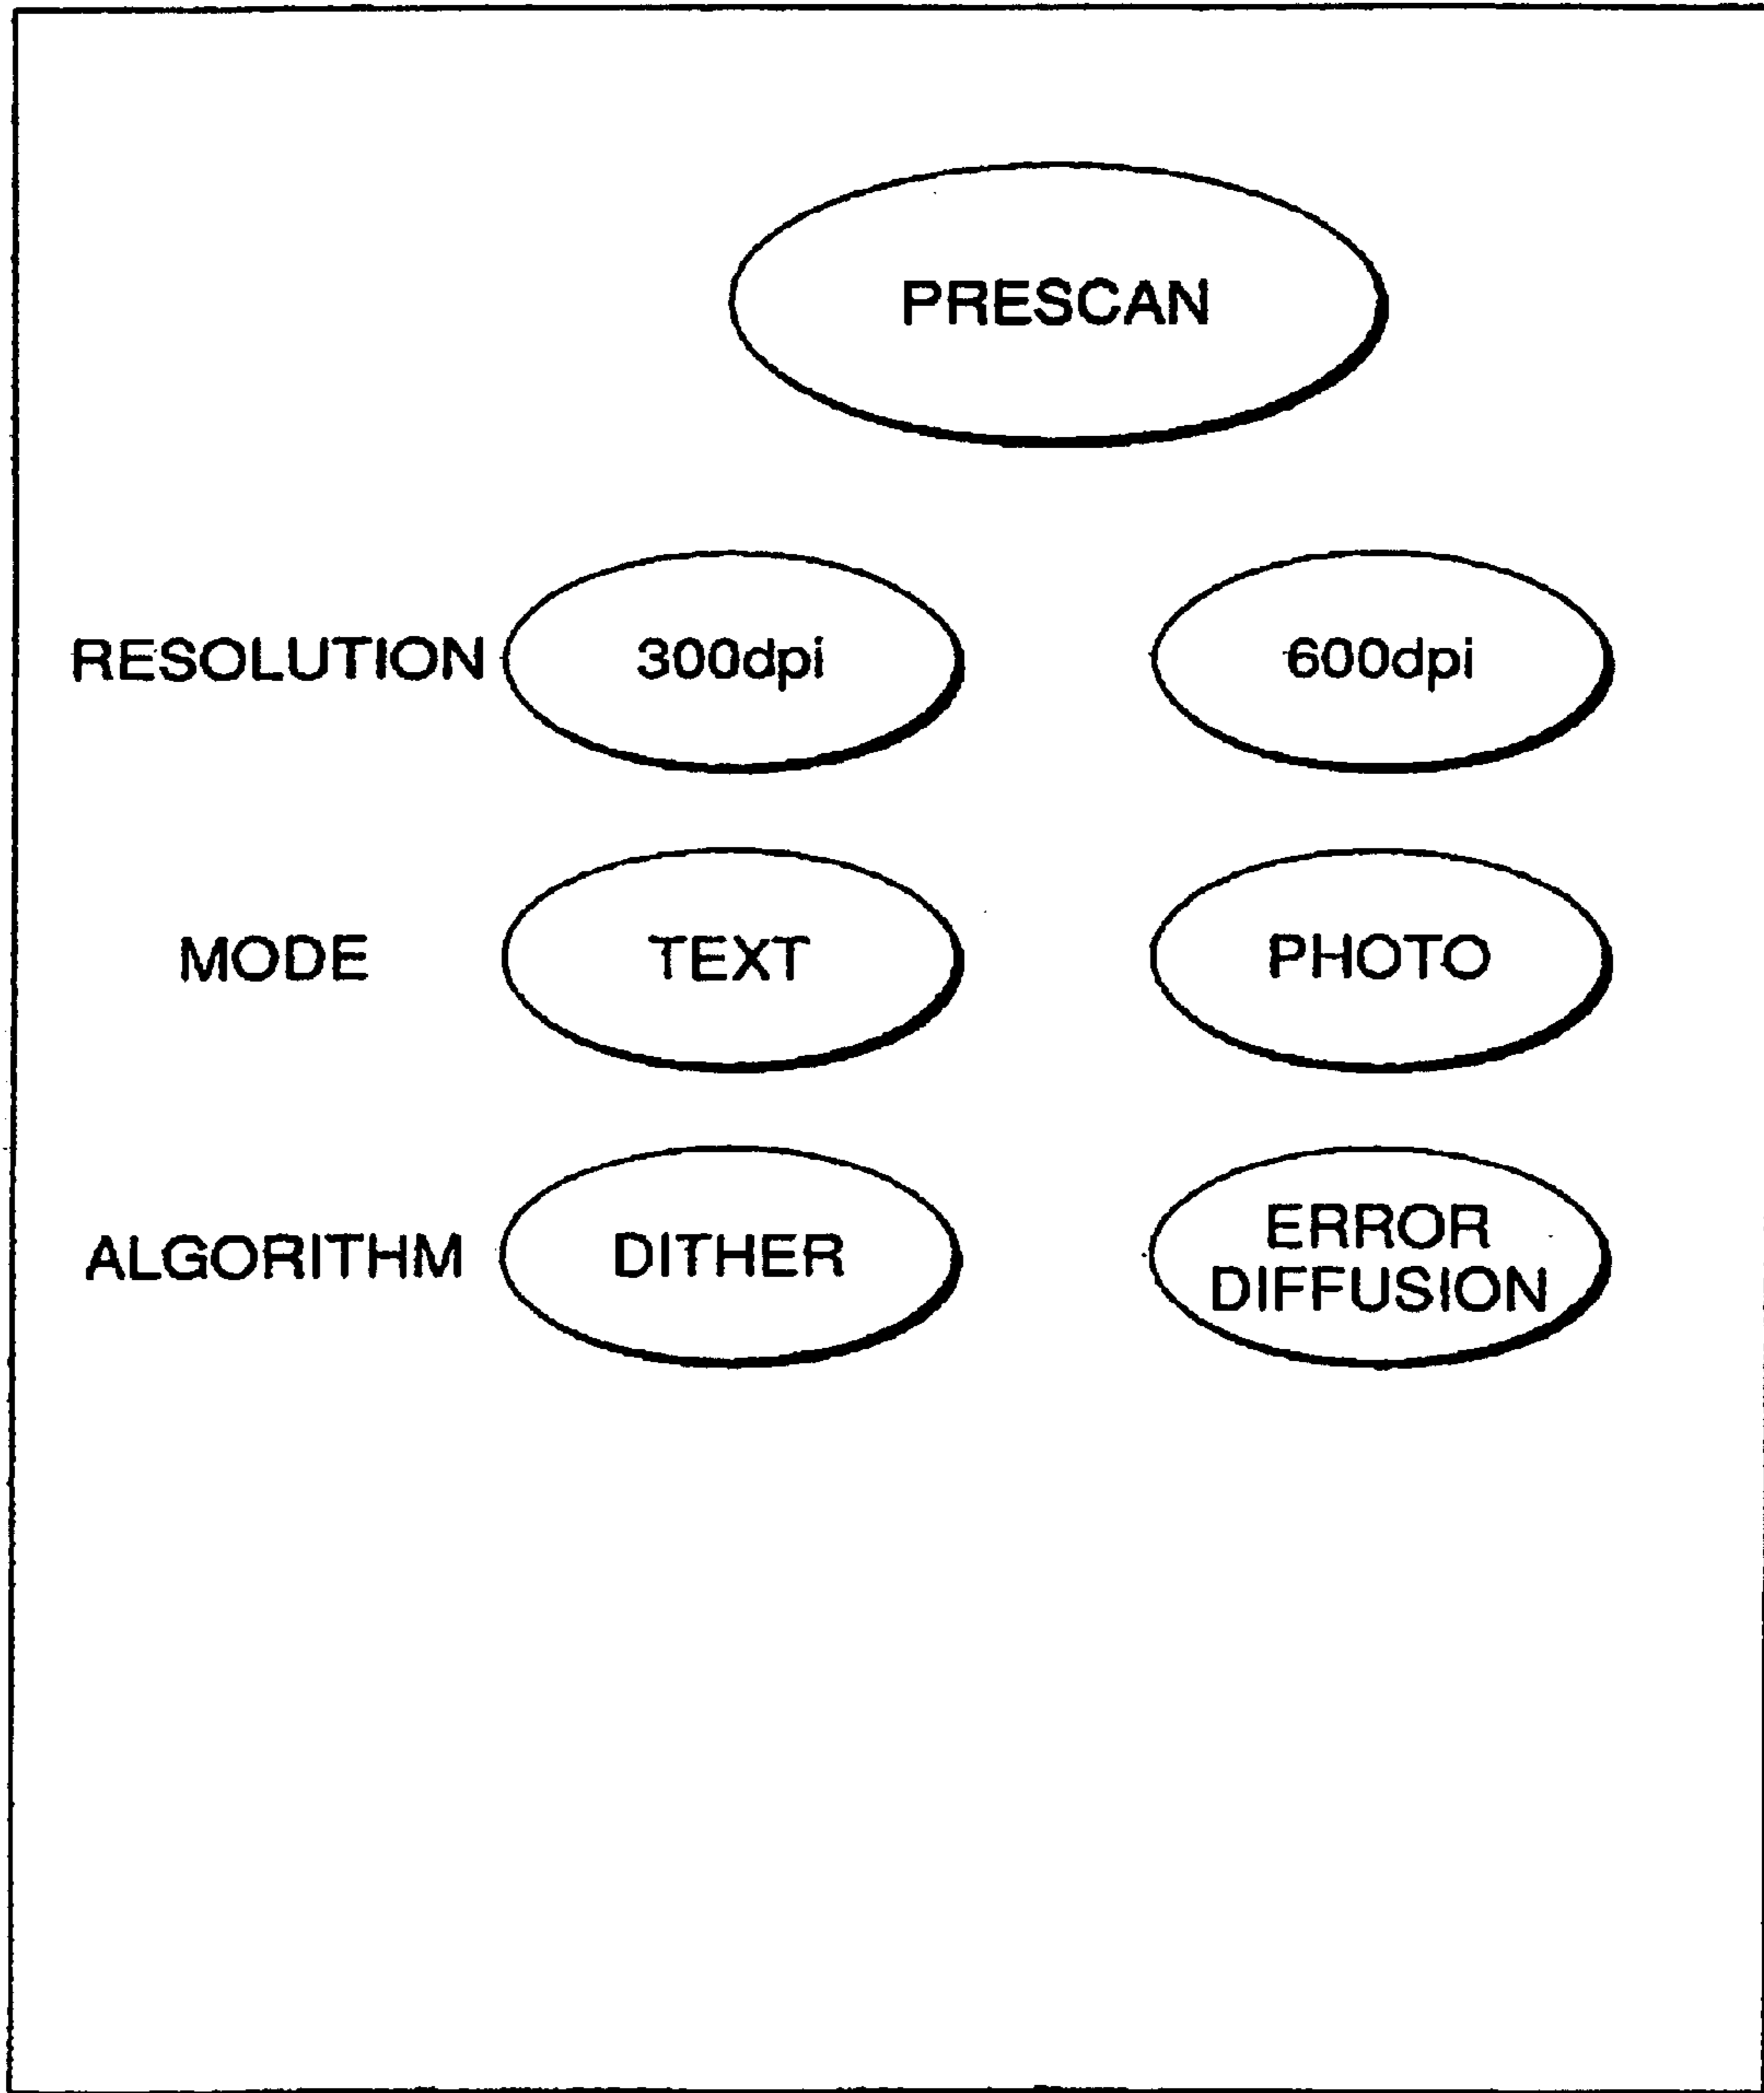 PRESCAN
RESOLUTION 300dpi 600dpi
MODE TEXT PHOTO
ALGORITHM DITHER ERROR
DIFFUSION